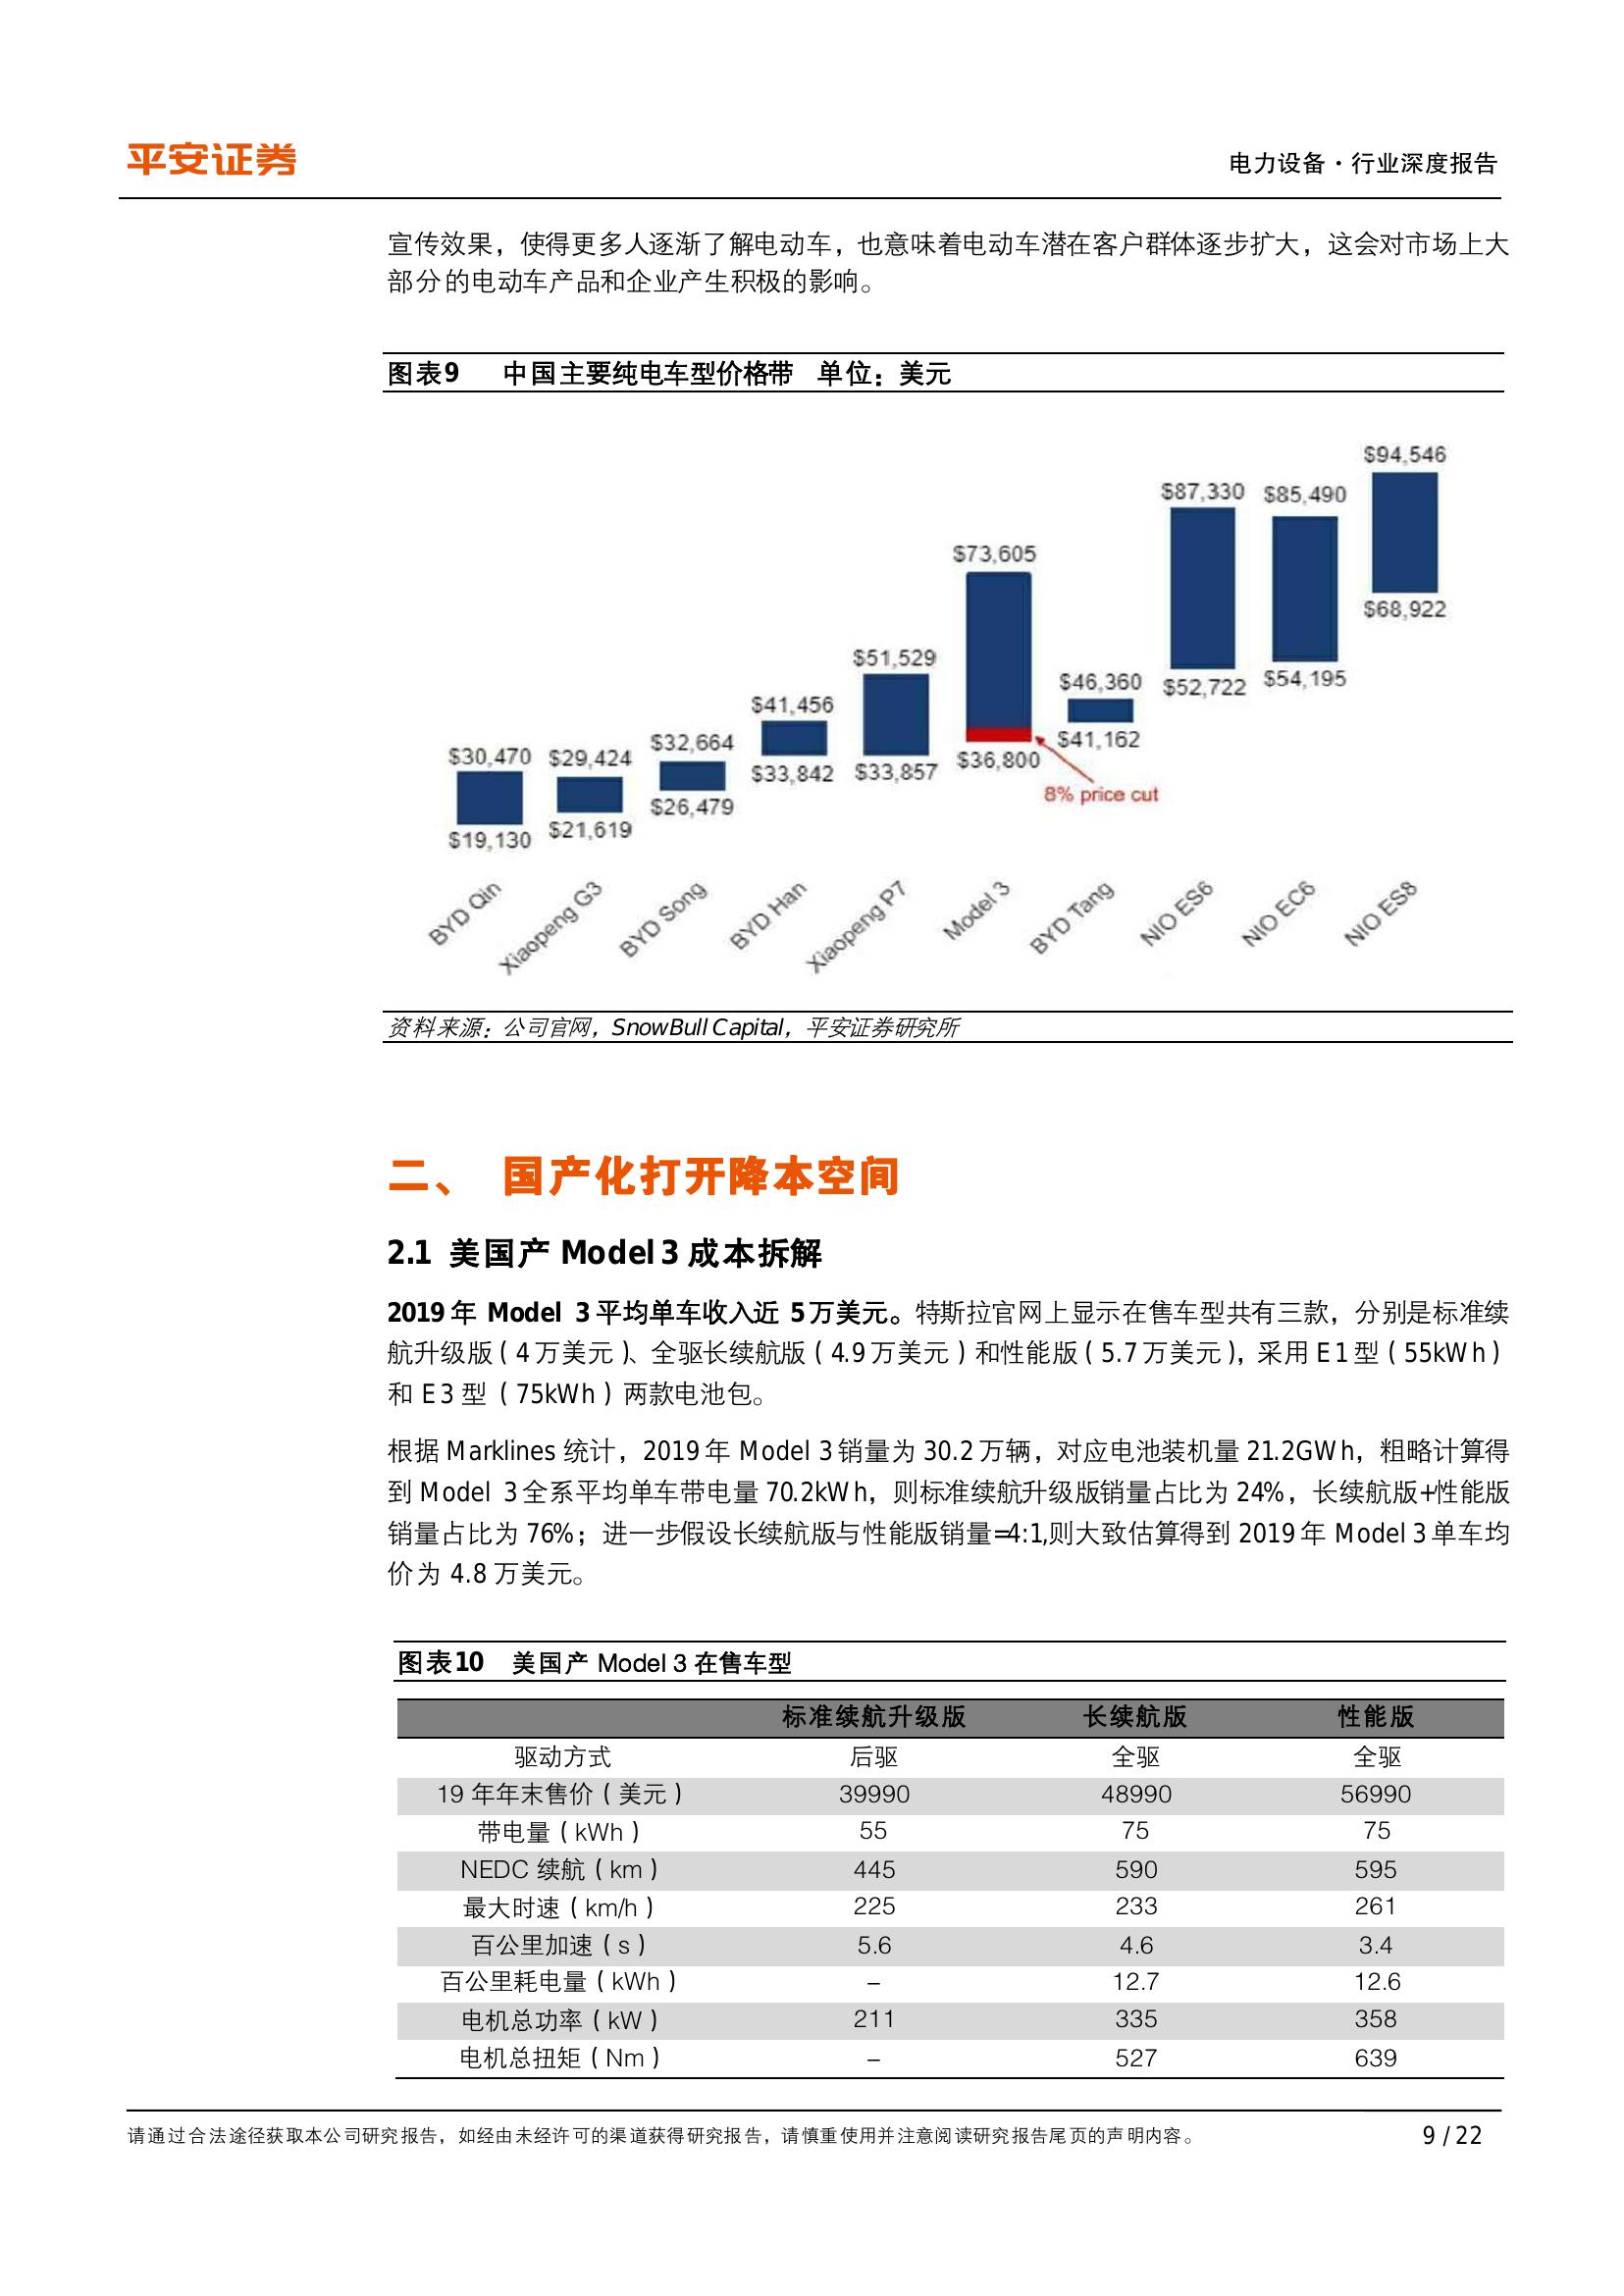 平安证券
电力设备·行业深度报告
宣传效果，使得更多人逐渐了解电动车，也意味着电动车潜在客户群体逐步扩大，这会对市场上大
部分的电动车产品和企业产生积极的影响。
图表9 中国主要纯电车型价格带 单位：美元
$94,546
$87,330 $85,490
$73,605
$68,922
$51,529
$46,360 $52,722 $54,195
$41,456
$30,470 $29,424 $32,664 $41,162
$33,842 $33,857 $36,800
8% price cut
$26,479
$19,130 $21,619
BYD Qin Xiaopeng G3 BYD Song BYD Han Xiaopeng P7 Model 3 BYD Tang NIO ES6 NIO EC6 NIO ES8
资料来源：公司官网，SnowBull Capital，平安证券研究所
二、 国产化打开降本空间
2.1 美国产 Model 3 成本拆解
2019 年 Model 3 平均单车收入近 5 万美元。特斯拉官网上显示在售车型共有三款，分别是标准续
航升级版（4 万美元）、全驱长续航版（4.9 万美元）和性能版（5.7 万美元），采用 E1 型（55kWh）
和 E3 型（75kWh）两款电池包。
根据 Marklines 统计，2019 年 Model 3 销量为 30.2 万辆，对应电池装机量 21.2GWh，粗略计算得
到 Model 3 全系平均单车带电量 70.2kWh，则标准续航升级版销量占比为 24%，长续航版+性能版
销量占比为 76%；进一步假设长续航版与性能版销量=4:1,则大致估算得到 2019 年 Model 3 单车均
价为 4.8 万美元。
图表10 美国产 Model 3 在售车型
标准续航升级版 长续航版 性能版
驱动方式 后驱 全驱 全驱
19 年年末售价（美元） 39990 48990 56990
带电量（kWh） 55 75 75
NEDC 续航（km） 445 590 595
最大时速（km/h） 225 233 261
百公里加速（s） 5.6 4.6 3.4
百公里耗电量（kWh） – 12.7 12.6
电机总功率（kW） 211 335 358
电机总扭矩（Nm） – 527 639
请通过合法途径获取本公司研究报告，如经由未经许可的渠道获得研究报告，请慎重使用并注意阅读研究报告尾页的声明内容。
9 / 22